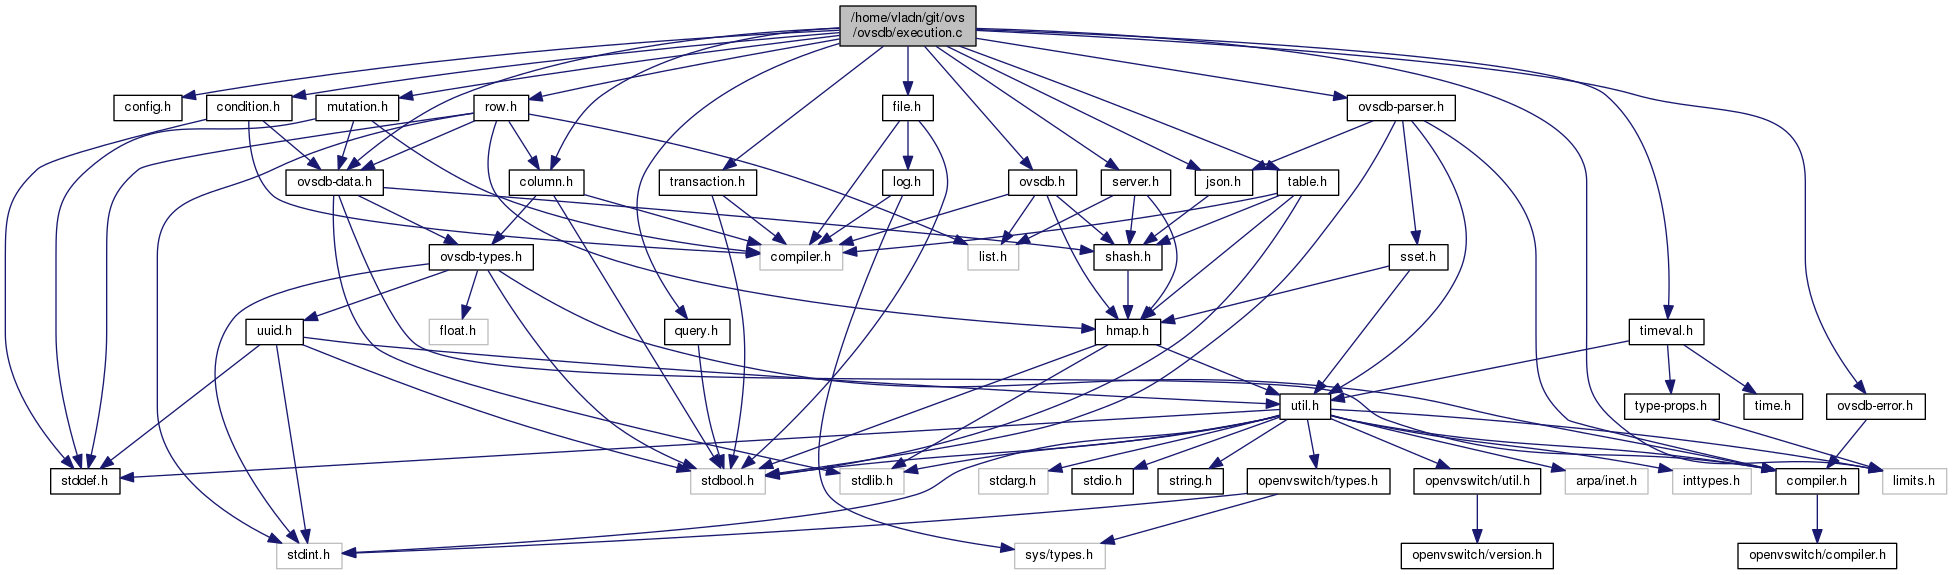 /home/vladn/git/ovs
/ovsdb/execution.c
config.h
condition.h
mutation.h
row.h
file.h
ovsdb-parser.h
ovsdb-data.h
column.h
transaction.h
log.h
ovsdb.h
server.h
json.h
table.h
ovsdb-types.h
compiler.h
list.h
shash.h
sset.h
uuid.h
float.h
query.h
hmap.h
timeval.h
util.h
type-props.h
time.h
ovsdb-error.h
stddef.h
stdbool.h
stdlib.h
stdarg.h
stdio.h
string.h
openvswitch/types.h
openvswitch/util.h
arpa/inet.h
inttypes.h
compiler.h
limits.h
stdint.h
sys/types.h
openvswitch/version.h
openvswitch/compiler.h